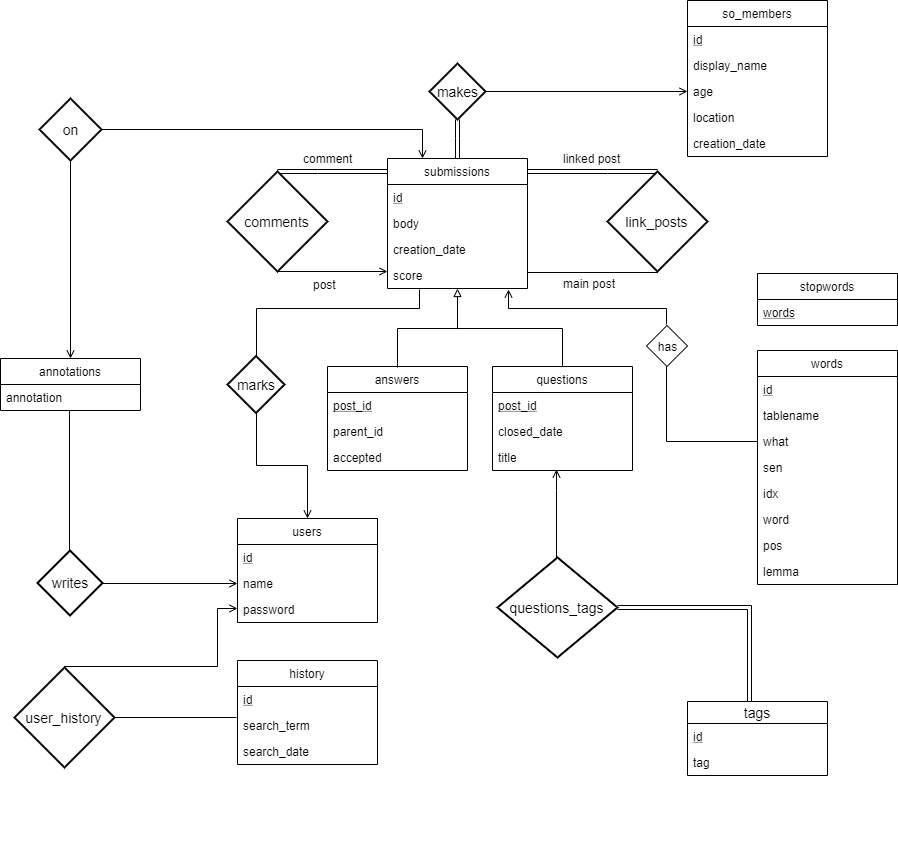 so_members
id
display_name
age
location
creation_date
makes
on
comment
linked post
submissions
id
body
creation_date
score
comments
link_posts
post
main post
stopwords
words
has
words
id
tablename
what
sen
idx
word
pos
lemma
annotations
annotation
marks
answers
post_id
parent_id
accepted
questions
post_id
closed_date
title
users
id
name
password
writes
questions_tags
history
id
search_term
search_date
user_history
tags
id
tag